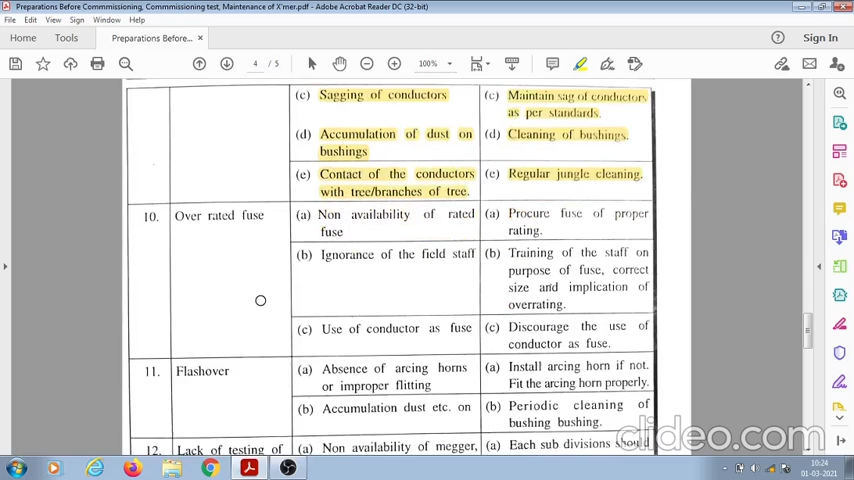 Preparations Before Commmissioning, Commmissioning test, Maintenance of X'mer.pdf - Adobe Acrobat Reader DC (32-bit)
File Edit View Sign Window Help
Home Tools Preparations Before... × Sign In
4 / 5 100%
(c) Sagging of conductors (c) Maintain sag of conductors
as per standards.
(d) Accumulation of dust on (d) Cleaning of bushings.
bushings
(e) Contact of the conductors (e) Regular jungle cleaning.
with tree/branches of tree.
10. Over rated fuse (a) Non availability of rated (a) Procure fuse of proper
fuse rating.
(b) Ignorance of the field staff (b) Training of the staff on
purpose of fuse, correct
size and implication of
overrating.
(c) Use of conductor as fuse (c) Discourage the use of
conductor as fuse.
11. Flashover (a) Absence of arcing horns (a) Install arcing horn if not.
or improper flitting Fit the arcing horn properly.
(b) Accumulation dust etc. on (b) Periodic cleaning of
bushing bushing.
12. Lack of testing of (a) Non availability of megger, (a) Each sub divisions should
clideo.com
10:24
01-03-2021